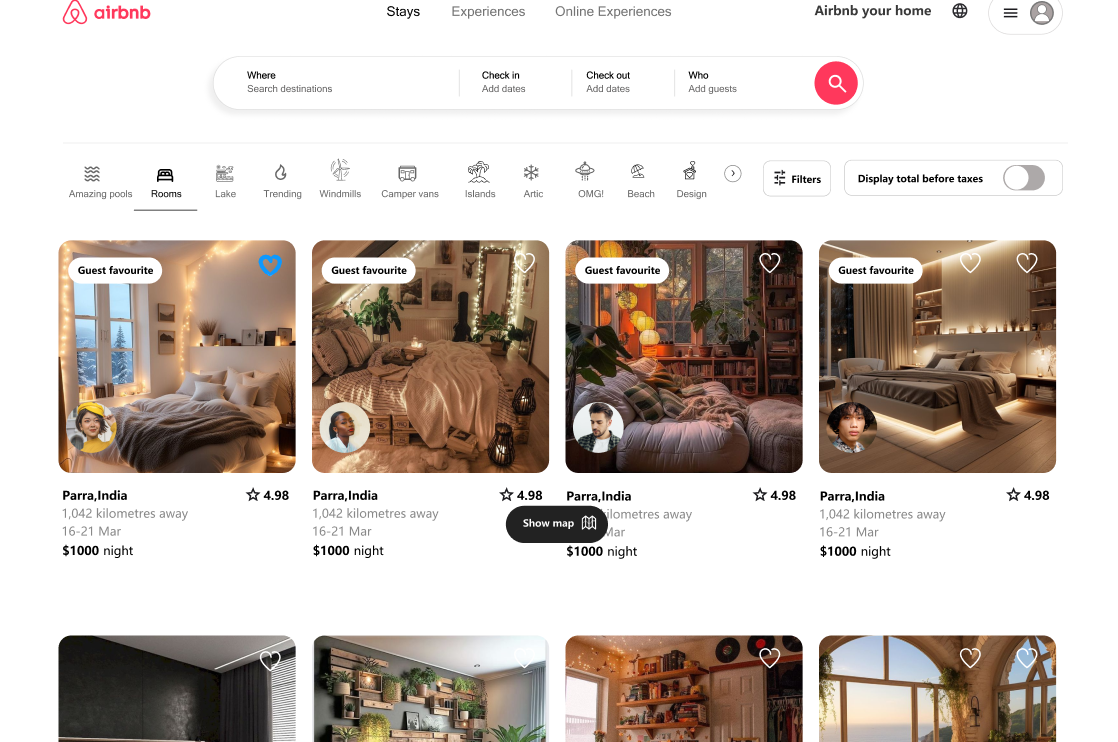 airbnb
Stays
Experiences
Online Experiences
Airbnb your home
Where
Search destinations
Check in
Add dates
Check out
Add dates
Who
Add guests
Amazing pools
Rooms
Lake
Trending
Windmills
Camper vans
Islands
Artic
OMG!
Beach
Design
Filters
Display total before taxes
Guest favourite
Guest favourite
Guest favourite
Guest favourite
Parra,India
4.98
1,042 kilometres away
16-21 Mar
$1000 night
Parra,India
4.98
1,042 kilometres away
16-21 Mar
$1000 night
Parra,India
4.98
kilometres away
Mar
$1000 night
Show map
Parra,India
4.98
1,042 kilometres away
16-21 Mar
$1000 night